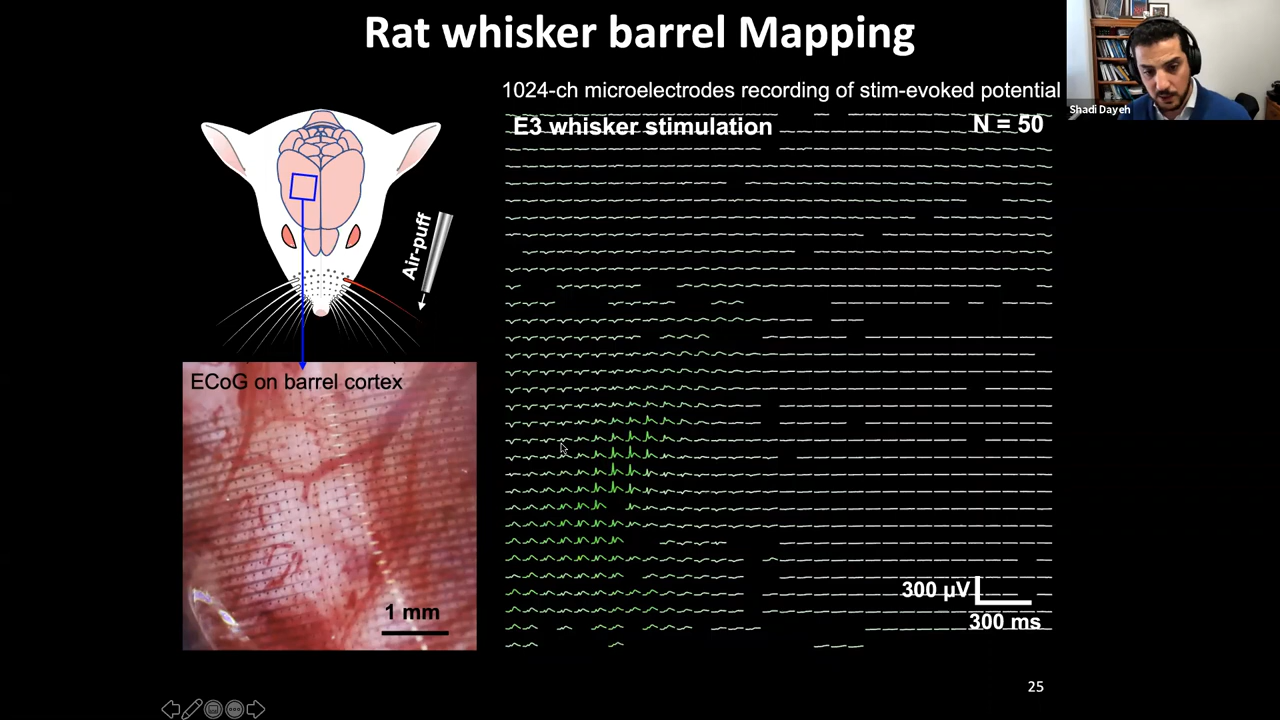 Rat whisker barrel Mapping
1024-ch microelectrodes recording of stim-evoked potential
Shadi Dayeh
E3 whisker stimulation
N = 50
Air-puff
ECoG on barrel cortex
1 mm
300 µV
300 ms
25